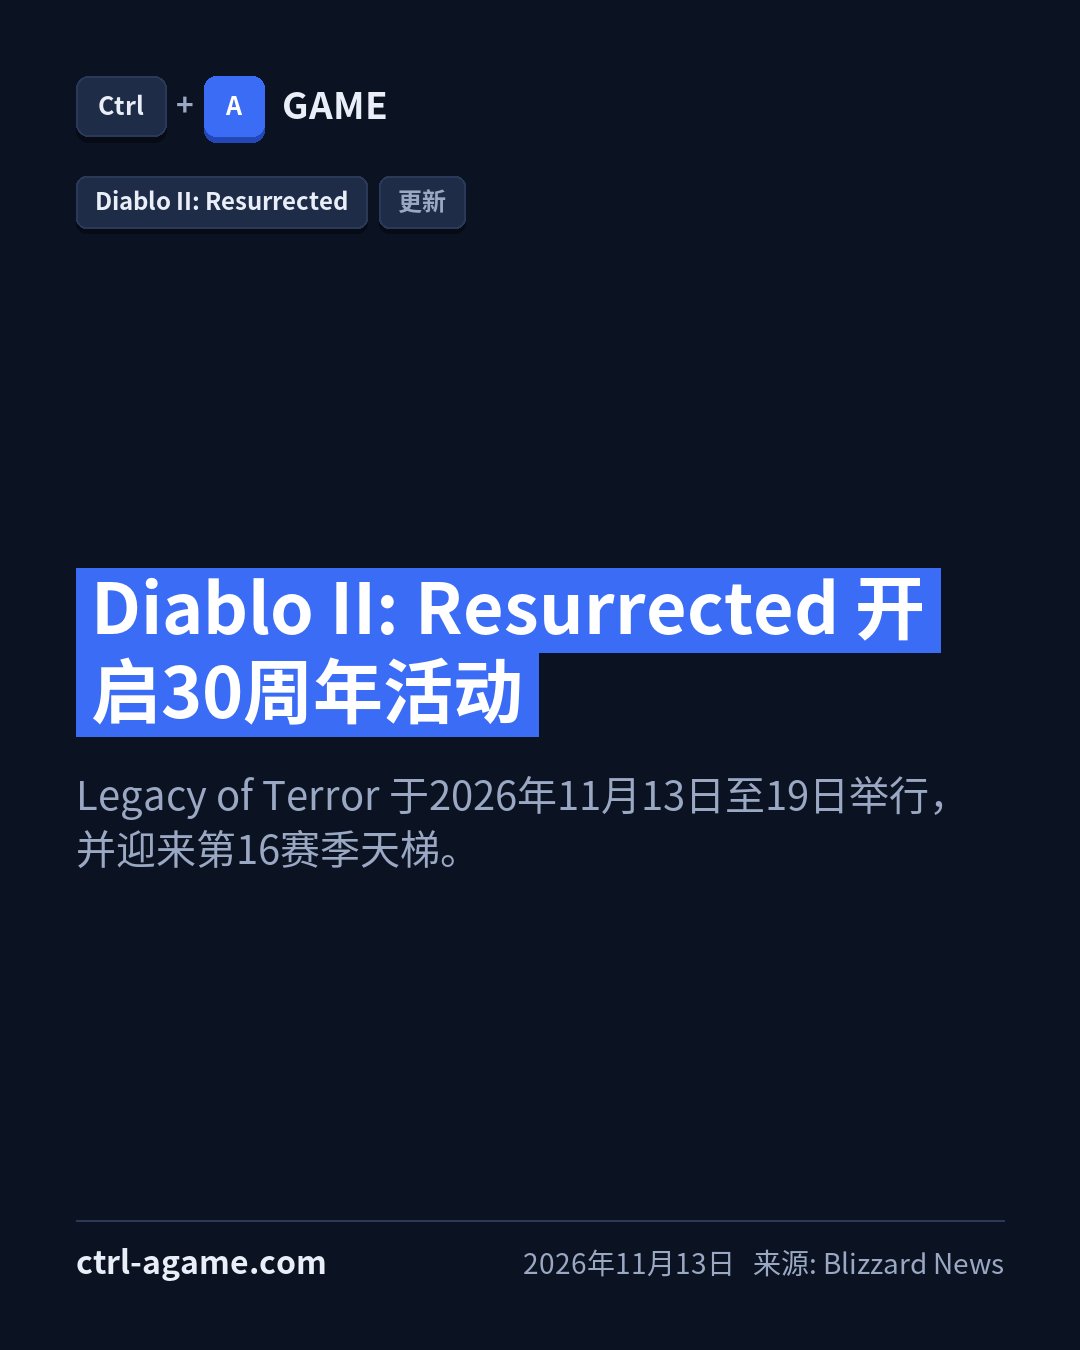 Ctrl + A GAME
Diablo II: Resurrected 更新
Diablo II: Resurrected 开
启30周年活动
Legacy of Terror 于2026年11月13日至19日举行，
并迎来第16赛季天梯。
ctrl-agame.com 2026年11月13日 来源: Blizzard News